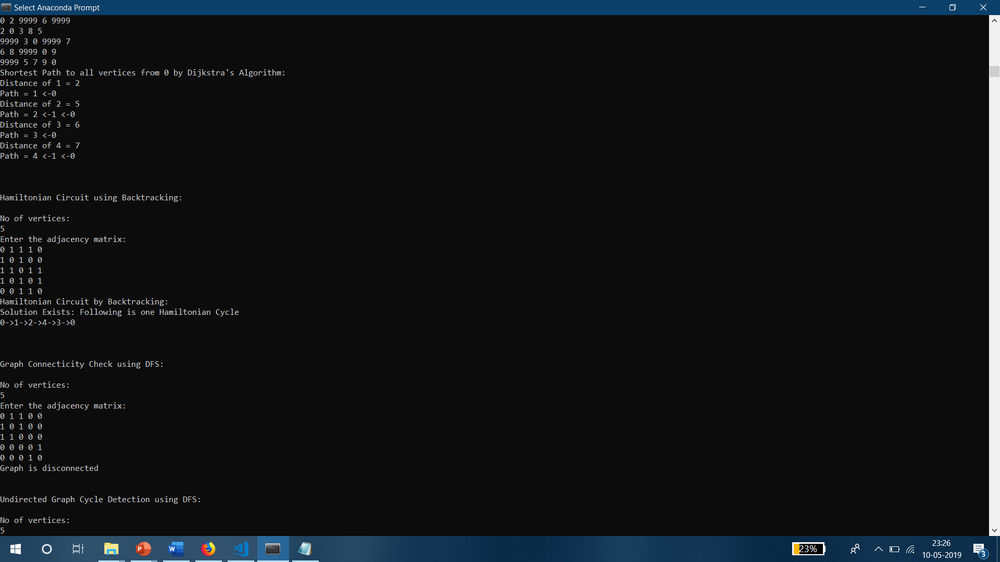 Select Anaconda Prompt
0 2 9999 6 9999
2 0 3 8 5
9999 3 0 9999 7
6 8 9999 0 9
9999 5 7 9 0
Shortest Path to all vertices from 0 by Dijkstra's Algorithm:
Distance of 1 = 2
Path = 1 <-0
Distance of 2 = 5
Path = 2 <-1 <-0
Distance of 3 = 6
Path = 3 <-0
Distance of 4 = 7
Path = 4 <-1 <-0
Hamiltonian Circuit using Backtracking:
No of vertices:
5
Enter the adjacency matrix:
0 1 1 1 0
1 0 1 0 0
1 1 0 1 1
1 0 1 0 1
0 0 1 1 0
Hamiltonian Circuit by Backtracking:
Solution Exists: Following is one Hamiltonian Cycle
0->1->2->4->3->0
Graph Connecticity Check using DFS:
No of vertices:
5
Enter the adjacency matrix:
0 1 1 0 0
1 0 1 0 0
1 1 0 0 0
0 0 0 0 1
0 0 0 1 0
Graph is disconnected
Undirected Graph Cycle Detection using DFS:
No of vertices:
5
23%
23:26
10-05-2019
3